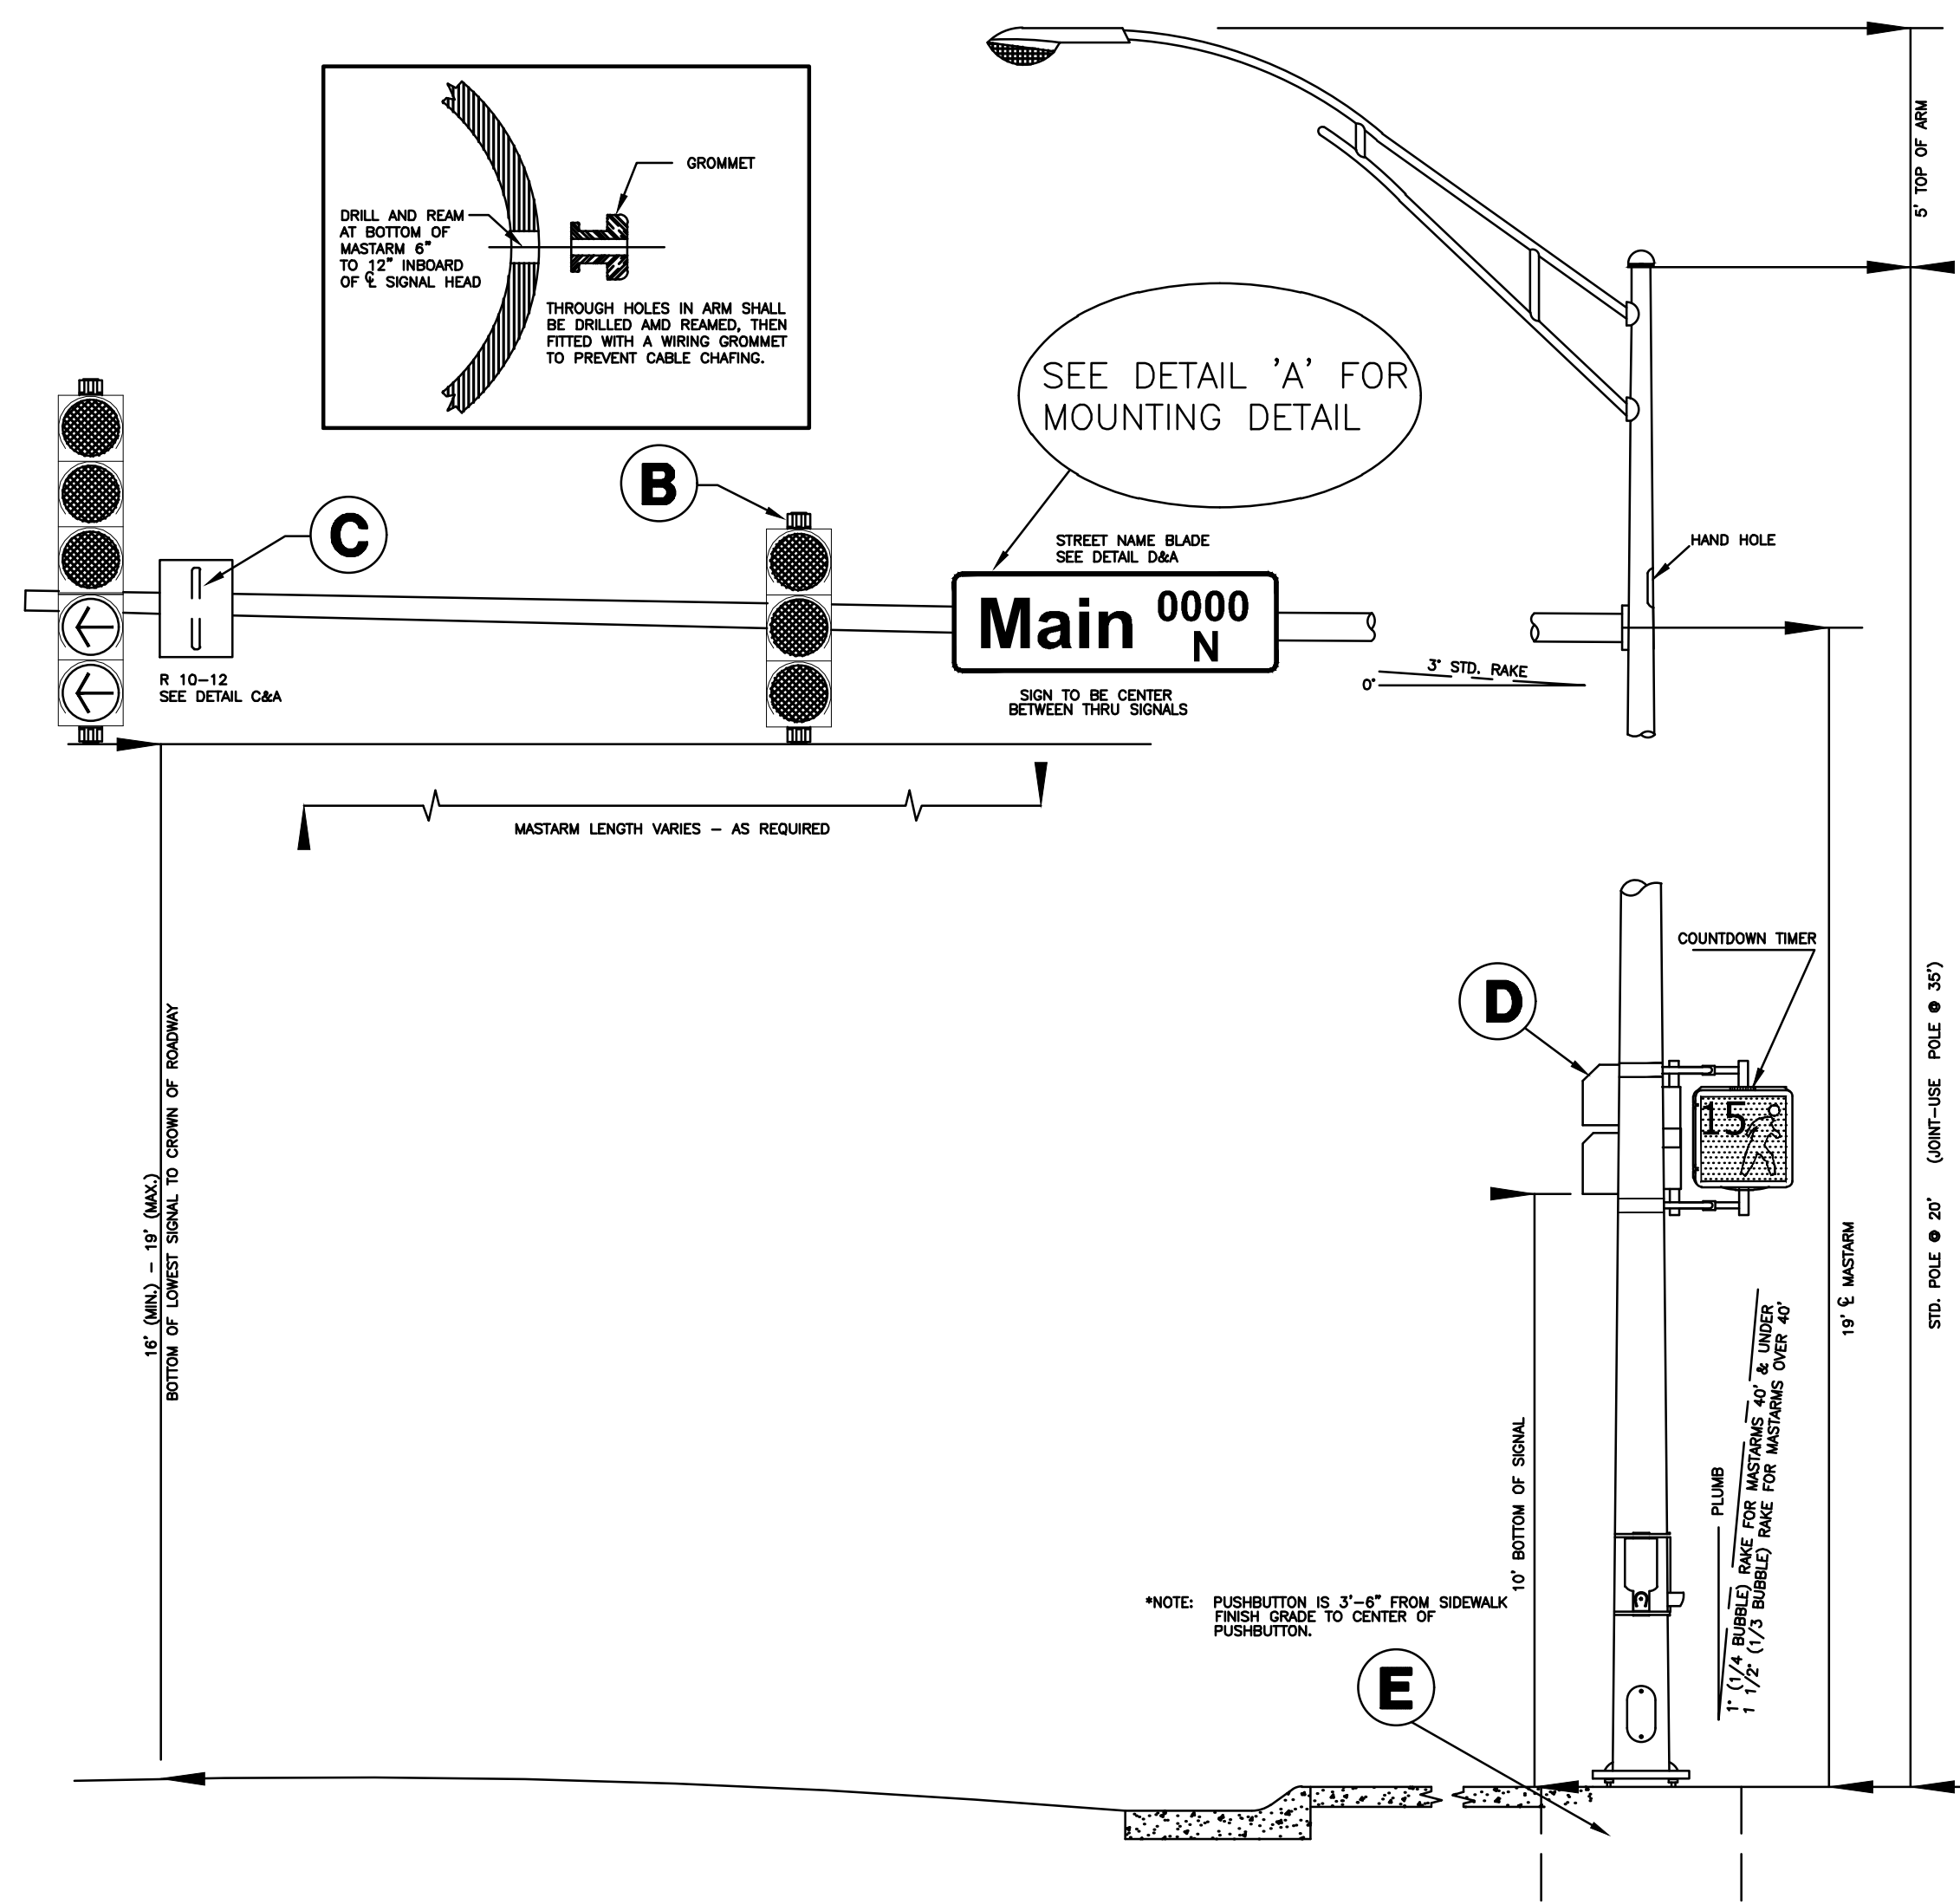 5' TOP OF ARM
GROMMET
DRILL AND REAM
AT BOTTOM OF
MASTARM 6"
TO 12" INBOARD
OF ℄ SIGNAL HEAD
THROUGH HOLES IN ARM SHALL
BE DRILLED AMD REAMED, THEN
FITTED WITH A WIRING GROMMET
TO PREVENT CABLE CHAFING.
SEE DETAIL 'A' FOR
MOUNTING DETAIL
B
C
STREET NAME BLADE
SEE DETAIL D&A
HAND HOLE
Main 0000
N
R 10-12
SEE DETAIL C&A
SIGN TO BE CENTER
BETWEEN THRU SIGNALS
0°
3° STD. RAKE
MASTARM LENGTH VARIES - AS REQUIRED
COUNTDOWN TIMER
D
15
16' (MIN.) - 19' (MAX.)
BOTTOM OF LOWEST SIGNAL TO CROWN OF ROADWAY
10' BOTTOM OF SIGNAL
PLUMB
1° (1/4 BUBBLE) RAKE FOR MASTARMS 40' & UNDER
1 1/2° (1/3 BUBBLE) RAKE FOR MASTARMS OVER 40'
19' ℄ MASTARM
STD. POLE @ 20' (JOINT-USE POLE @ 35')
*NOTE: PUSHBUTTON IS 3'-6" FROM SIDEWALK
FINISH GRADE TO CENTER OF
PUSHBUTTON.
E